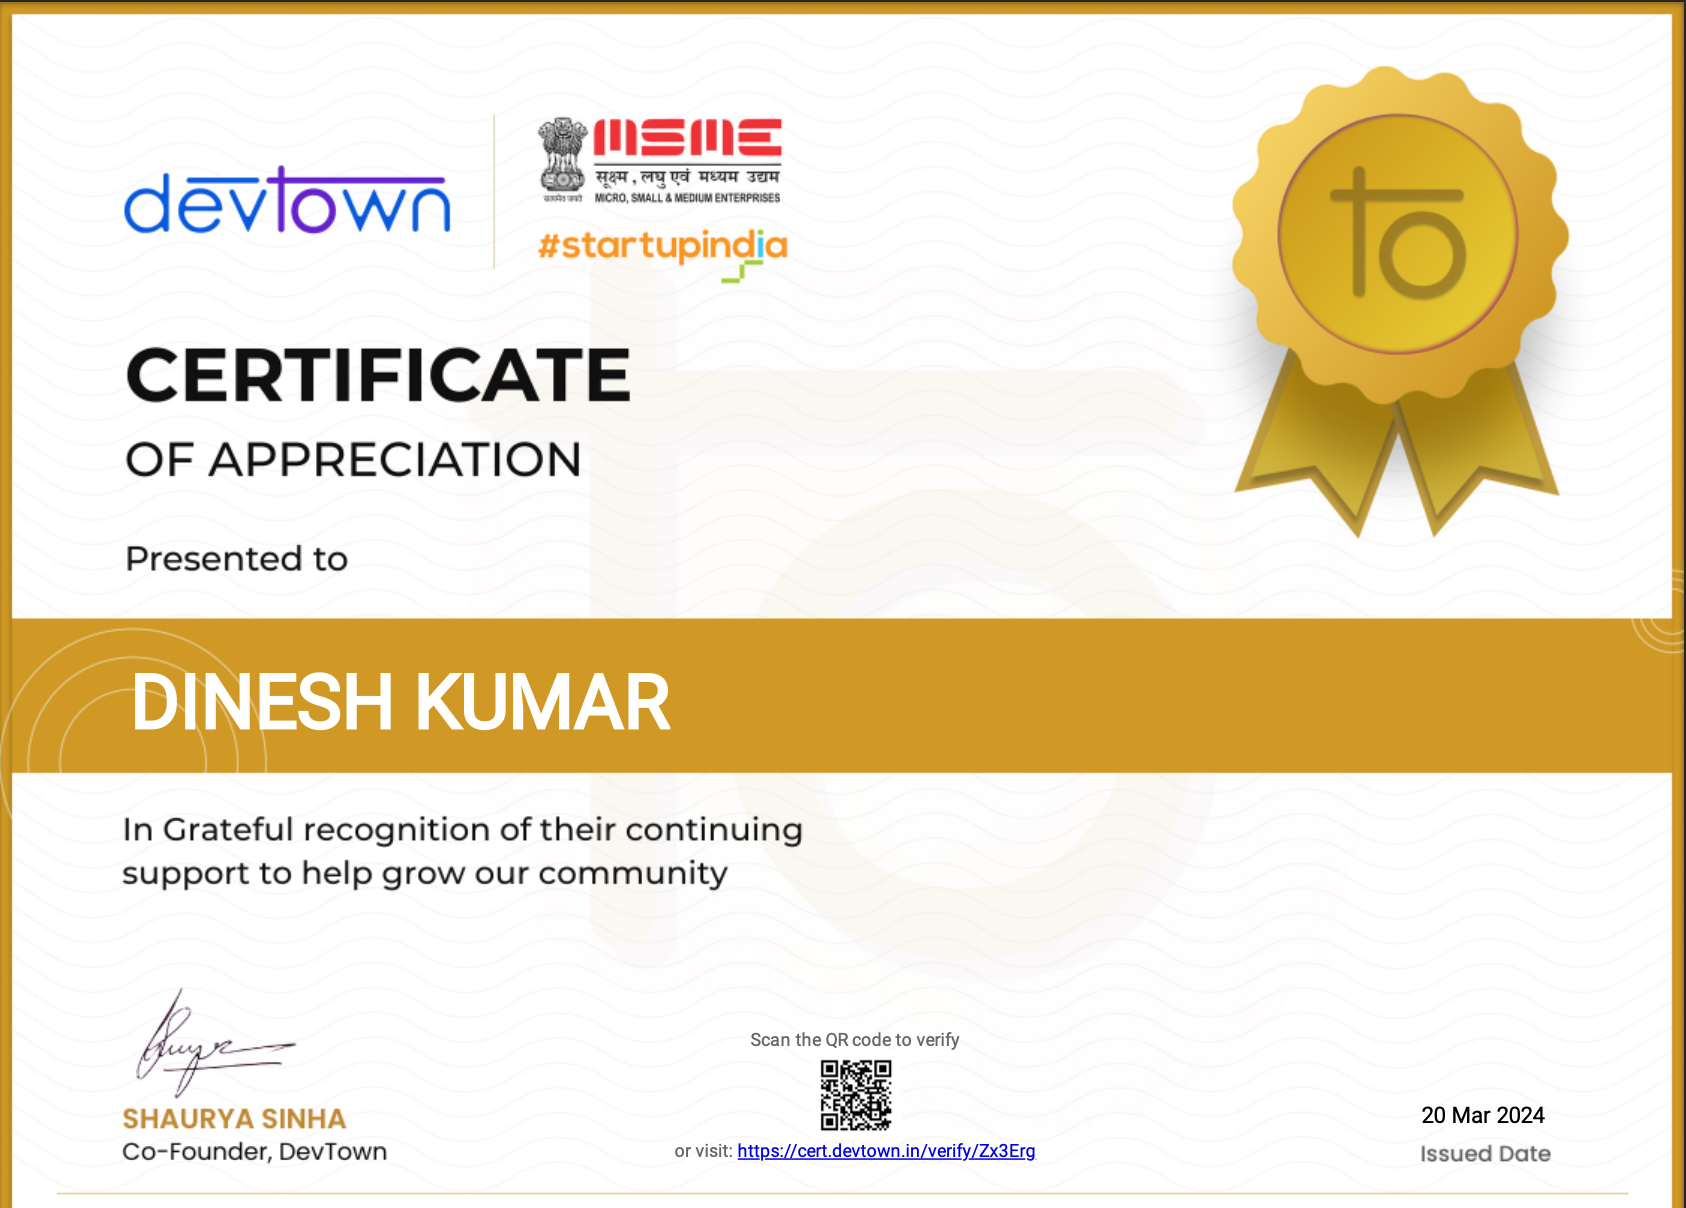 devtown
MSME
सूक्ष्म, लघु एवं मध्यम उद्यम
सत्यमेव जयते
MICRO, SMALL & MEDIUM ENTERPRISES
#startupindia
to
CERTIFICATE
OF APPRECIATION
Presented to
DINESH KUMAR
In Grateful recognition of their continuing
support to help grow our community
SHAURYA SINHA
Co-Founder, DevTown
Scan the QR code to verify
or visit: https://cert.devtown.in/verify/Zx3Erg
20 Mar 2024
Issued Date